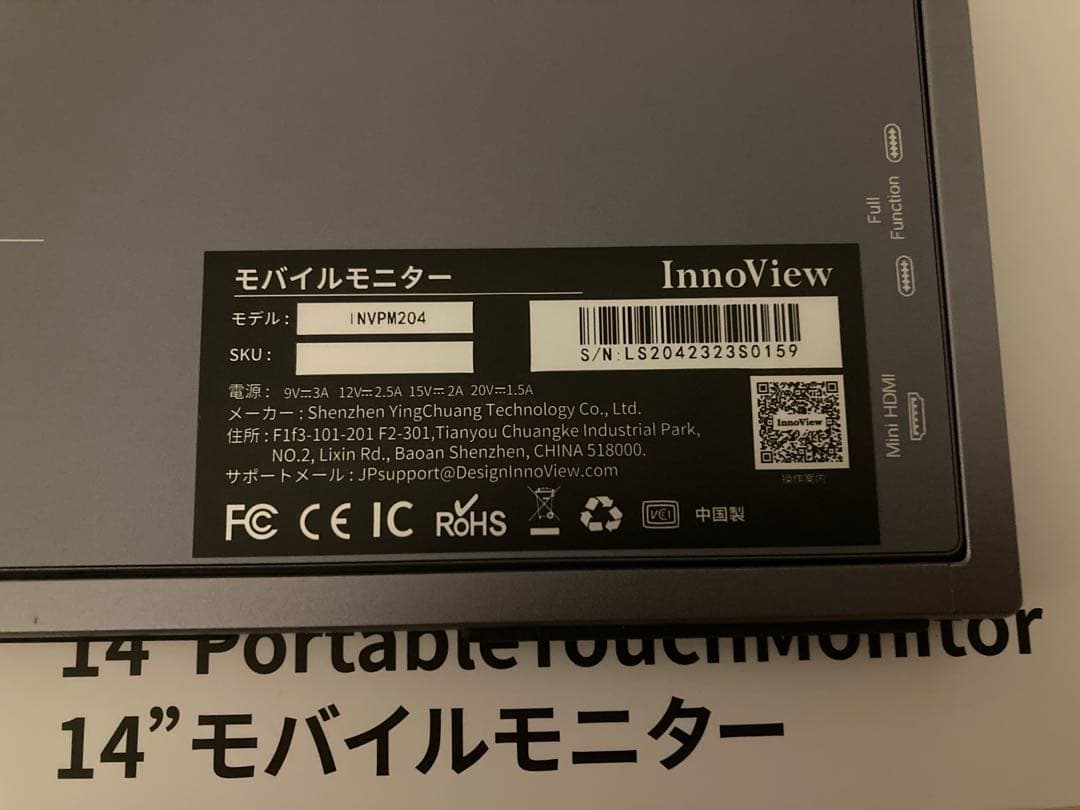 モバイルモニター
InnoView
モデル : INVPM204
SKU :
S/N:LS2042323S0159
電源 : 9V⎓3A 12V⎓2.5A 15V⎓2A 20V⎓1.5A
メーカー : Shenzhen YingChuang Technology Co., Ltd.
住所 : F1f3-101-201 F2-301,Tianyou Chuangke Industrial Park,
NO.2, Lixin Rd., Baoan Shenzhen, CHINA 518000.
サポートメール : JPsupport@DesignInnoView.com
InnoView
操作案内
FC CE IC RoHS VCCI 中国製
Full
Function
Mini HDMI
14" PortableTouchMonitor
14”モバイルモニター